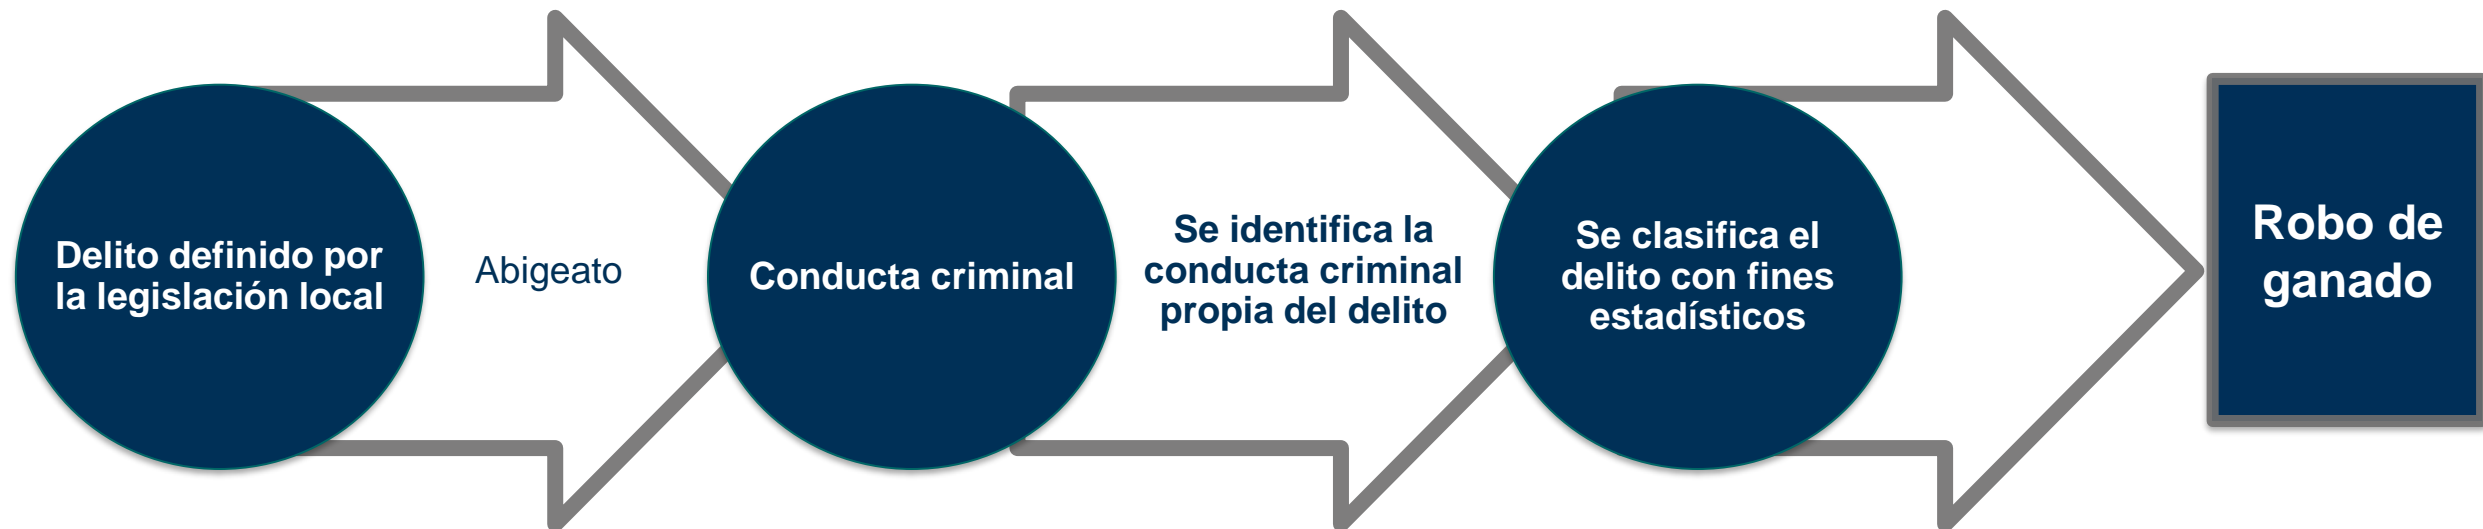 Delito definido por
la legislación local
Abigeato
Conducta criminal
Se identifica la
conducta criminal
propia del delito
Se clasifica el
delito con fines
estadísticos
Robo de
ganado